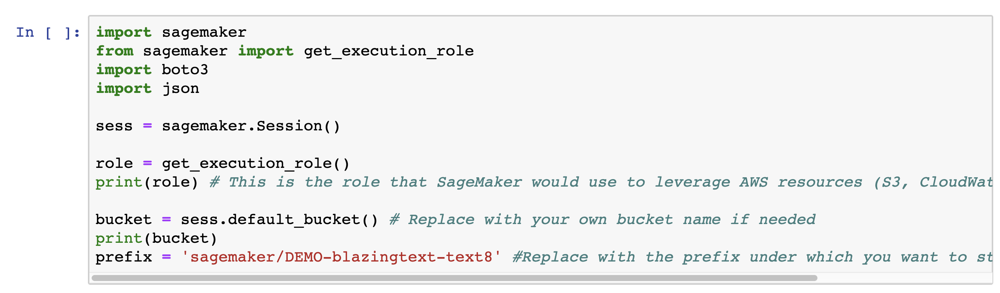 In [ ]:
import sagemaker
from sagemaker import get_execution_role
import boto3
import json
sess = sagemaker.Session()
role = get_execution_role()
print(role) # This is the role that SageMaker would use to leverage AWS resources (S3, CloudWat
bucket = sess.default_bucket() # Replace with your own bucket name if needed
print(bucket)
prefix = 'sagemaker/DEMO-blazingtext-text8' #Replace with the prefix under which you want to st